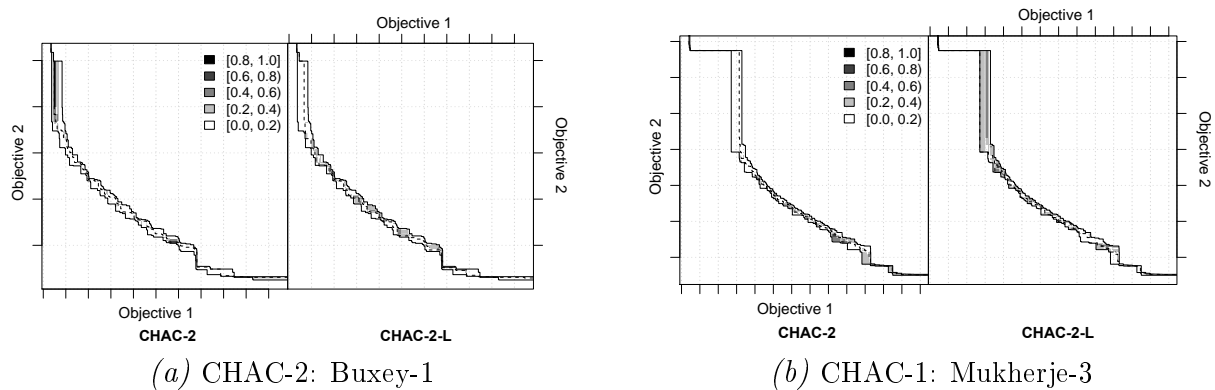 Objective 1
Objective 2
[0.8, 1.0]
[0.6, 0.8)
[0.4, 0.6)
[0.2, 0.4)
[0.0, 0.2)
Objective 2
Objective 1
CHAC-2
CHAC-2-L
(a) CHAC-2: Buxey-1
Objective 1
Objective 2
[0.8, 1.0]
[0.6, 0.8)
[0.4, 0.6)
[0.2, 0.4)
[0.0, 0.2)
Objective 2
Objective 1
CHAC-2
CHAC-2-L
(b) CHAC-1: Mukherje-3